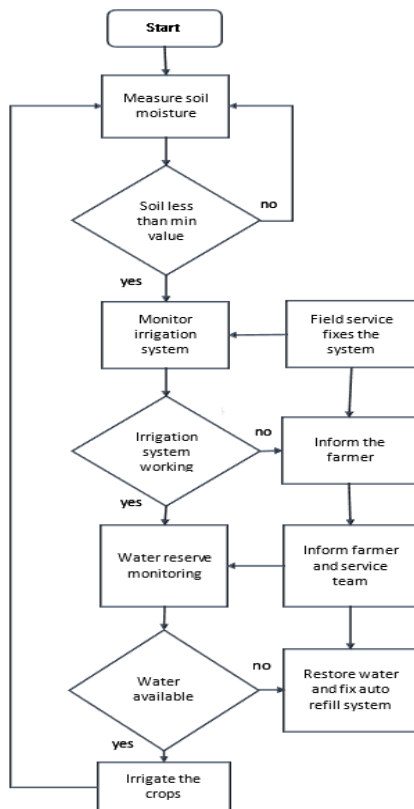 Start
Measure soil
moisture
Soil less
than min
value
no
yes
Monitor
irrigation
system
Field service
fixes the
system
Irrigation
system
working
no
Inform the
farmer
yes
Water reserve
monitoring
Inform farmer
and service
team
Water
available
no
Restore water
and fix auto
refill system
yes
Irrigate the
crops